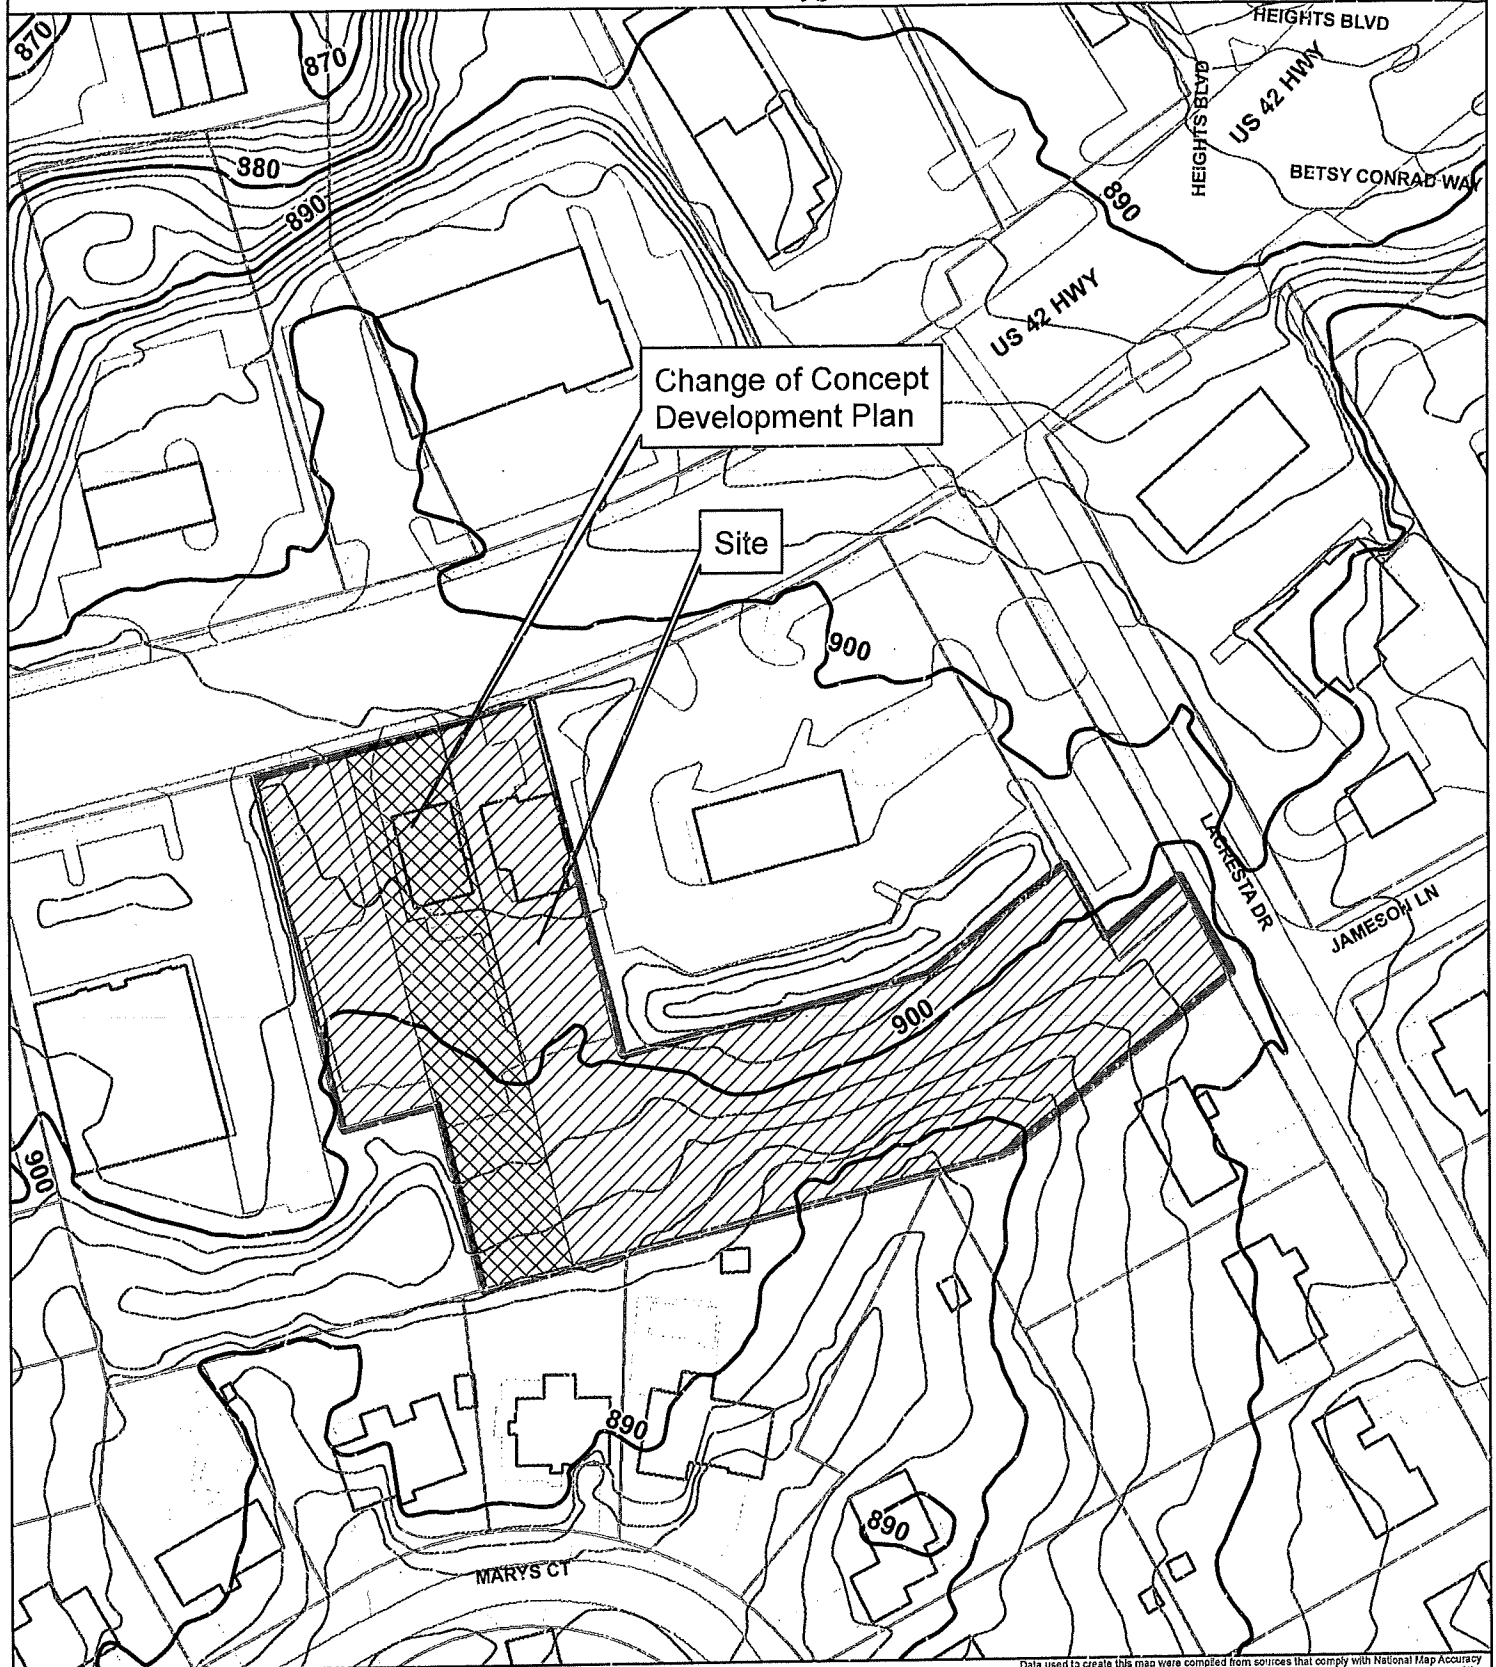 HEIGHTS BLVD
870
870
HEIGHTS BLVD
US 42 HWY
880
BETSY CONRAD WAY
890
890
US 42 HWY
Change of Concept
Development Plan
Site
900
LACRESTA DR
JAMESON LN
900
900
890
890
MARYS CT
Data used to create this map were compiled from sources that comply with National Map Accuracy